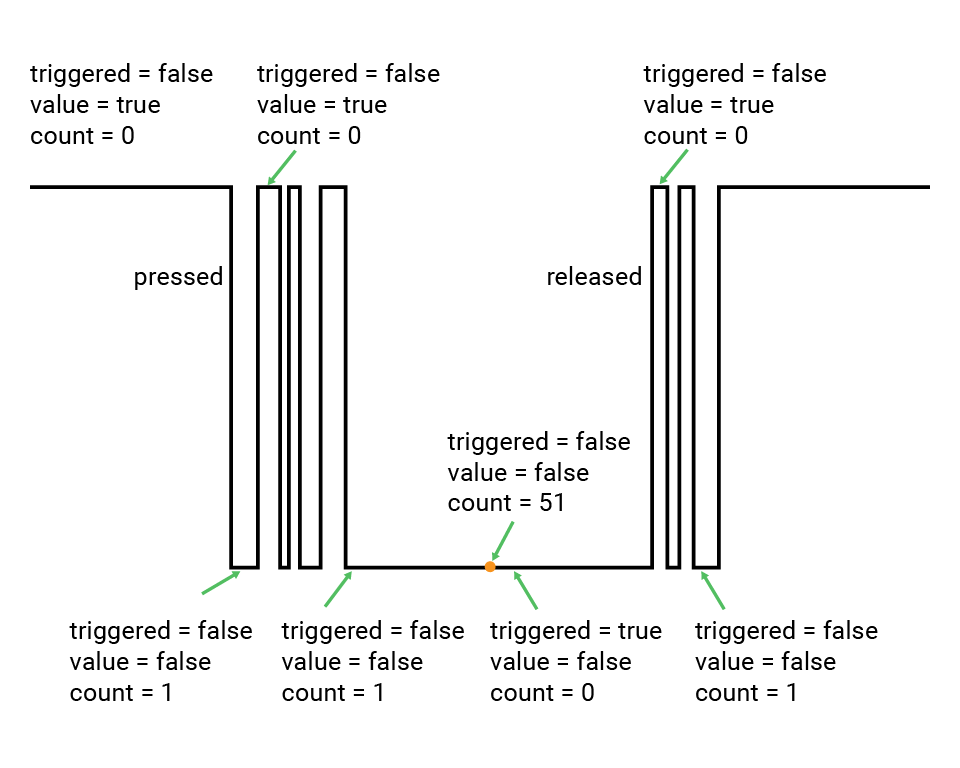 triggered = false
value = true
count = 0
triggered = false
value = true
count = 0
triggered = false
value = true
count = 0
pressed
released
triggered = false
value = false
count = 51
triggered = false
value = false
count = 1
triggered = false
value = false
count = 1
triggered = true
value = false
count = 0
triggered = false
value = false
count = 1